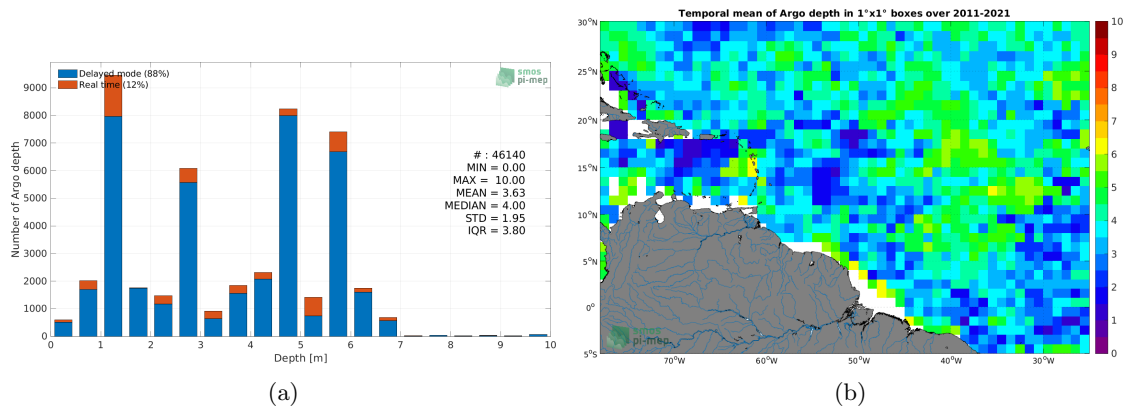 Delayed mode (88%)
Real time (12%)
smos
pi-mep
Number of Argo depth
9000
8000
7000
6000
5000
4000
3000
2000
1000
0
# : 46140
MIN = 0.00
MAX = 10.00
MEAN = 3.63
MEDIAN = 4.00
STD = 1.95
IQR = 3.80
0 1 2 3 4 5 6 7 8 9 10
Depth [m]
(a)
Temporal mean of Argo depth in 1°x1° boxes over 2011-2021
30°N
25°N
20°N
15°N
10°N
5°N
0°
5°S
70°W 60°W 50°W 40°W 30°W
smos
pi-mep
10
9
8
7
6
5
4
3
2
1
0
(b)